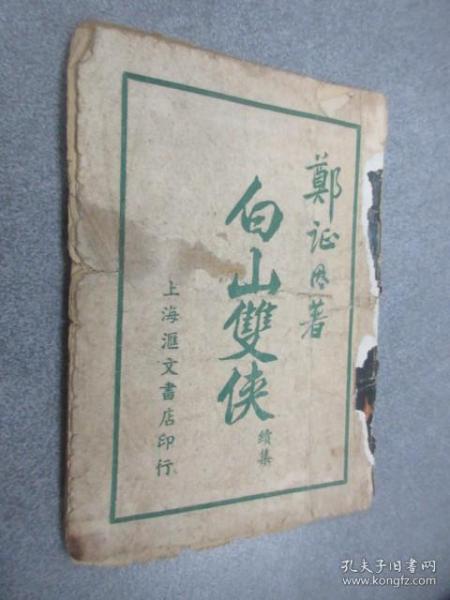 鄭证因著
白山雙俠
續集
上海滙文書店印行
孔夫子旧书网
www.kongfz.com